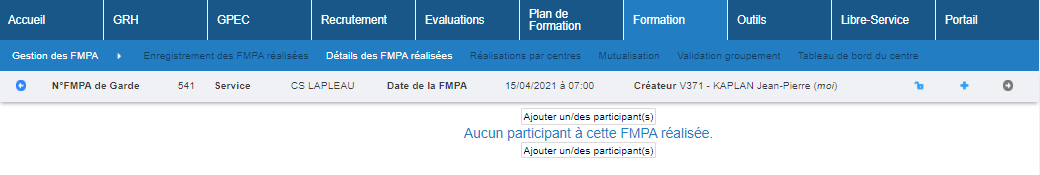 Accueil GRH GPEC Recrutement Evaluations Plan de Formation Formation Outils Libre-Service Portail
Gestion des FMPA Enregistrement des FMPA réalisées Détails des FMPA réalisées Réalisations par centres Mutualisation Validation groupement Tableau de bord du centre
N°FMPA de Garde 541 Service CS LAPLEAU Date de la FMPA 15/04/2021 à 07:00 Créateur V371 - KAPLAN Jean-Pierre (moi)
Ajouter un/des participant(s)
Aucun participant à cette FMPA réalisée.
Ajouter un/des participant(s)